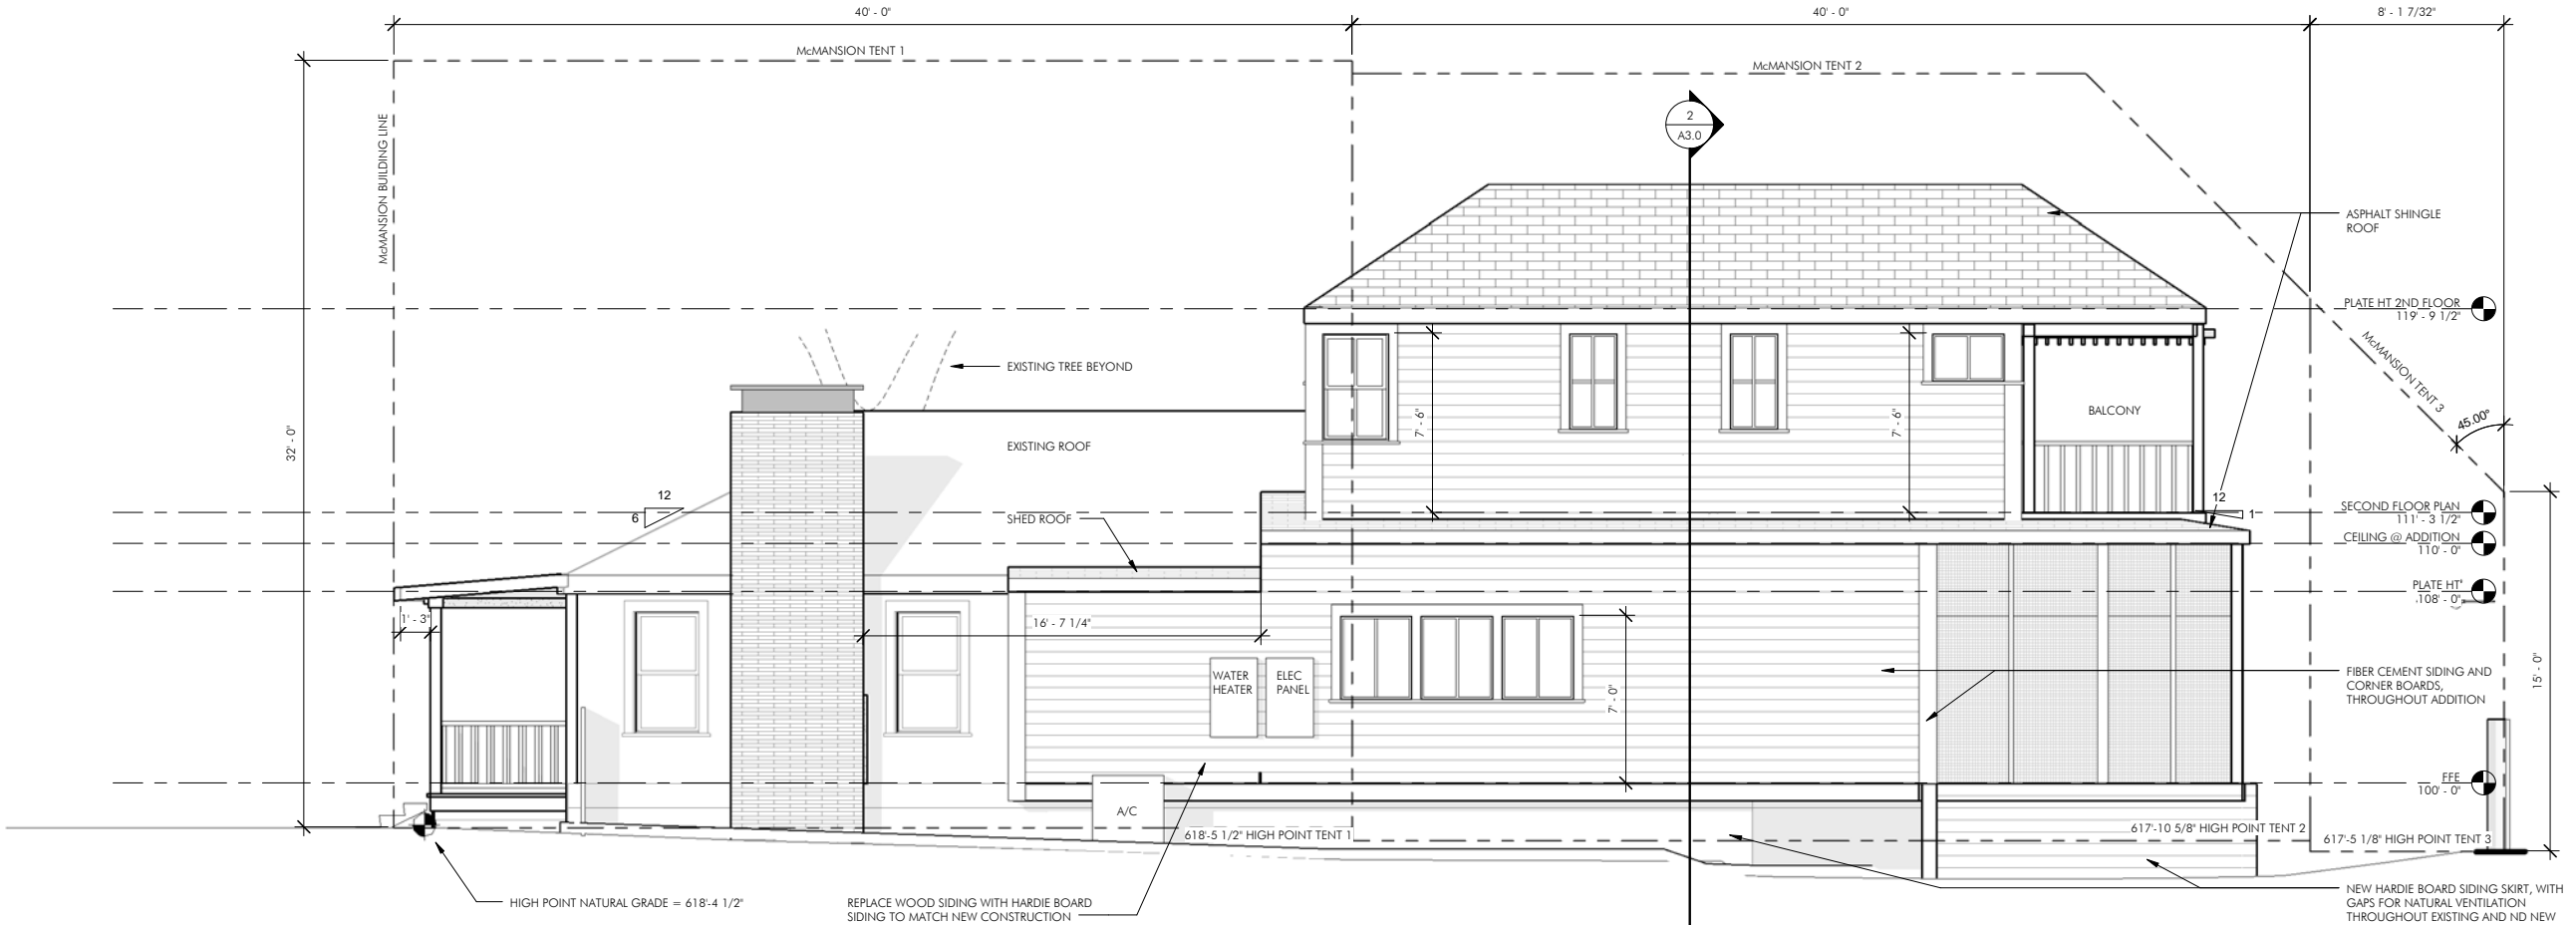 40' - 0"
40' - 0"
8' - 1 7/32"
McMANSION TENT 1
McMANSION TENT 2
McMANSION BUILDING LINE
2
A3.0
ASPHALT SHINGLE
ROOF
PLATE HT 2ND FLOOR
119' - 9 1/2"
McMANSION TENT 3
45.00°
EXISTING TREE BEYOND
BALCONY
7' - 6"
7' - 6"
32' - 0"
EXISTING ROOF
12
6
SHED ROOF
12
1
SECOND FLOOR PLAN
111' - 3 1/2"
CEILING @ ADDITION
110' - 0"
PLATE HT
108' - 0"
1' - 3"
16' - 7 1/4"
WATER
HEATER
ELEC
PANEL
7' - 0"
FIBER CEMENT SIDING AND
CORNER BOARDS,
THROUGHOUT ADDITION
15' - 0"
FFE
100' - 0"
A/C
618'-5 1/2" HIGH POINT TENT 1
617'-10 5/8" HIGH POINT TENT 2
617'-5 1/8" HIGH POINT TENT 3
HIGH POINT NATURAL GRADE = 618'-4 1/2"
REPLACE WOOD SIDING WITH HARDIE BOARD
SIDING TO MATCH NEW CONSTRUCTION
NEW HARDIE BOARD SIDING SKIRT, WITH
GAPS FOR NATURAL VENTILATION
THROUGHOUT EXISTING AND ND NEW